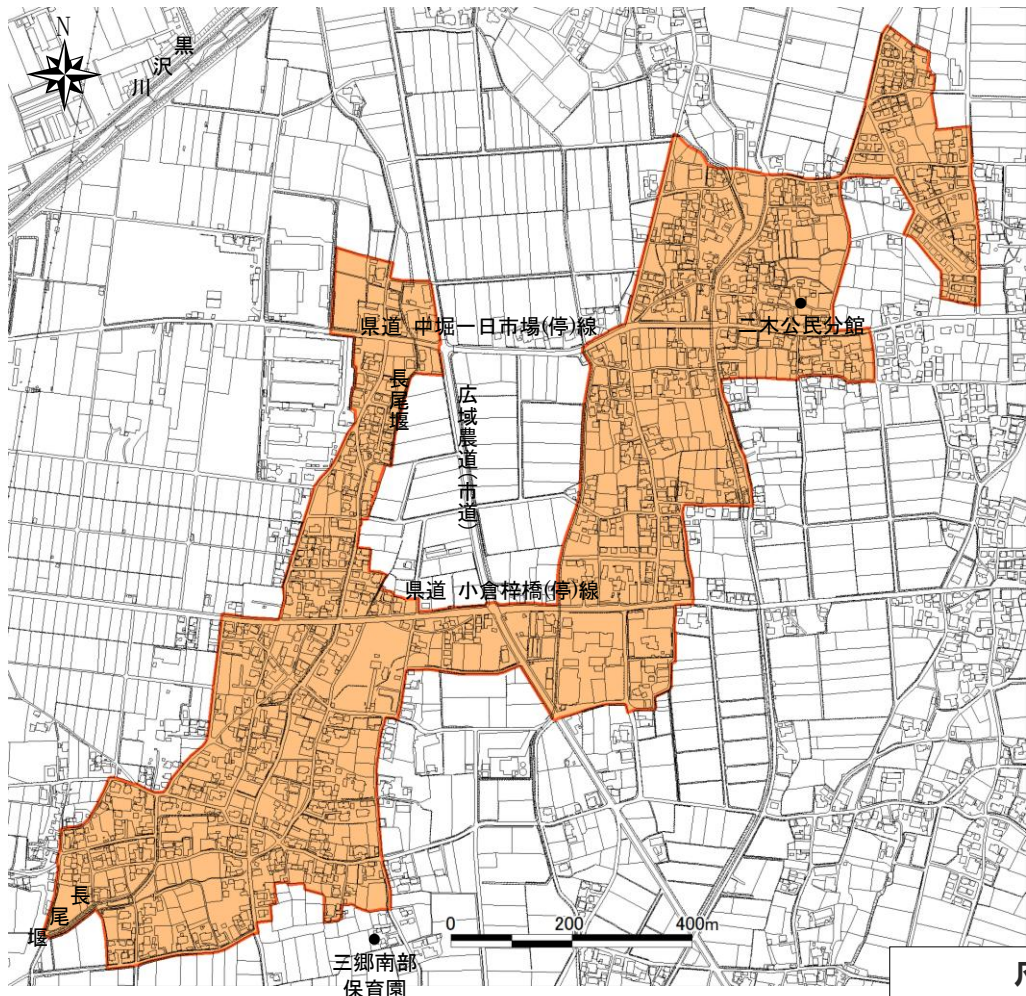 N
黒沢川
県道 中堀一日市場(停)線
二木公民分館
長尾堰
広域農道(市道)
県道 小倉梓橋(停)線
長尾堰
0 200 400m
三郷南部
保育園